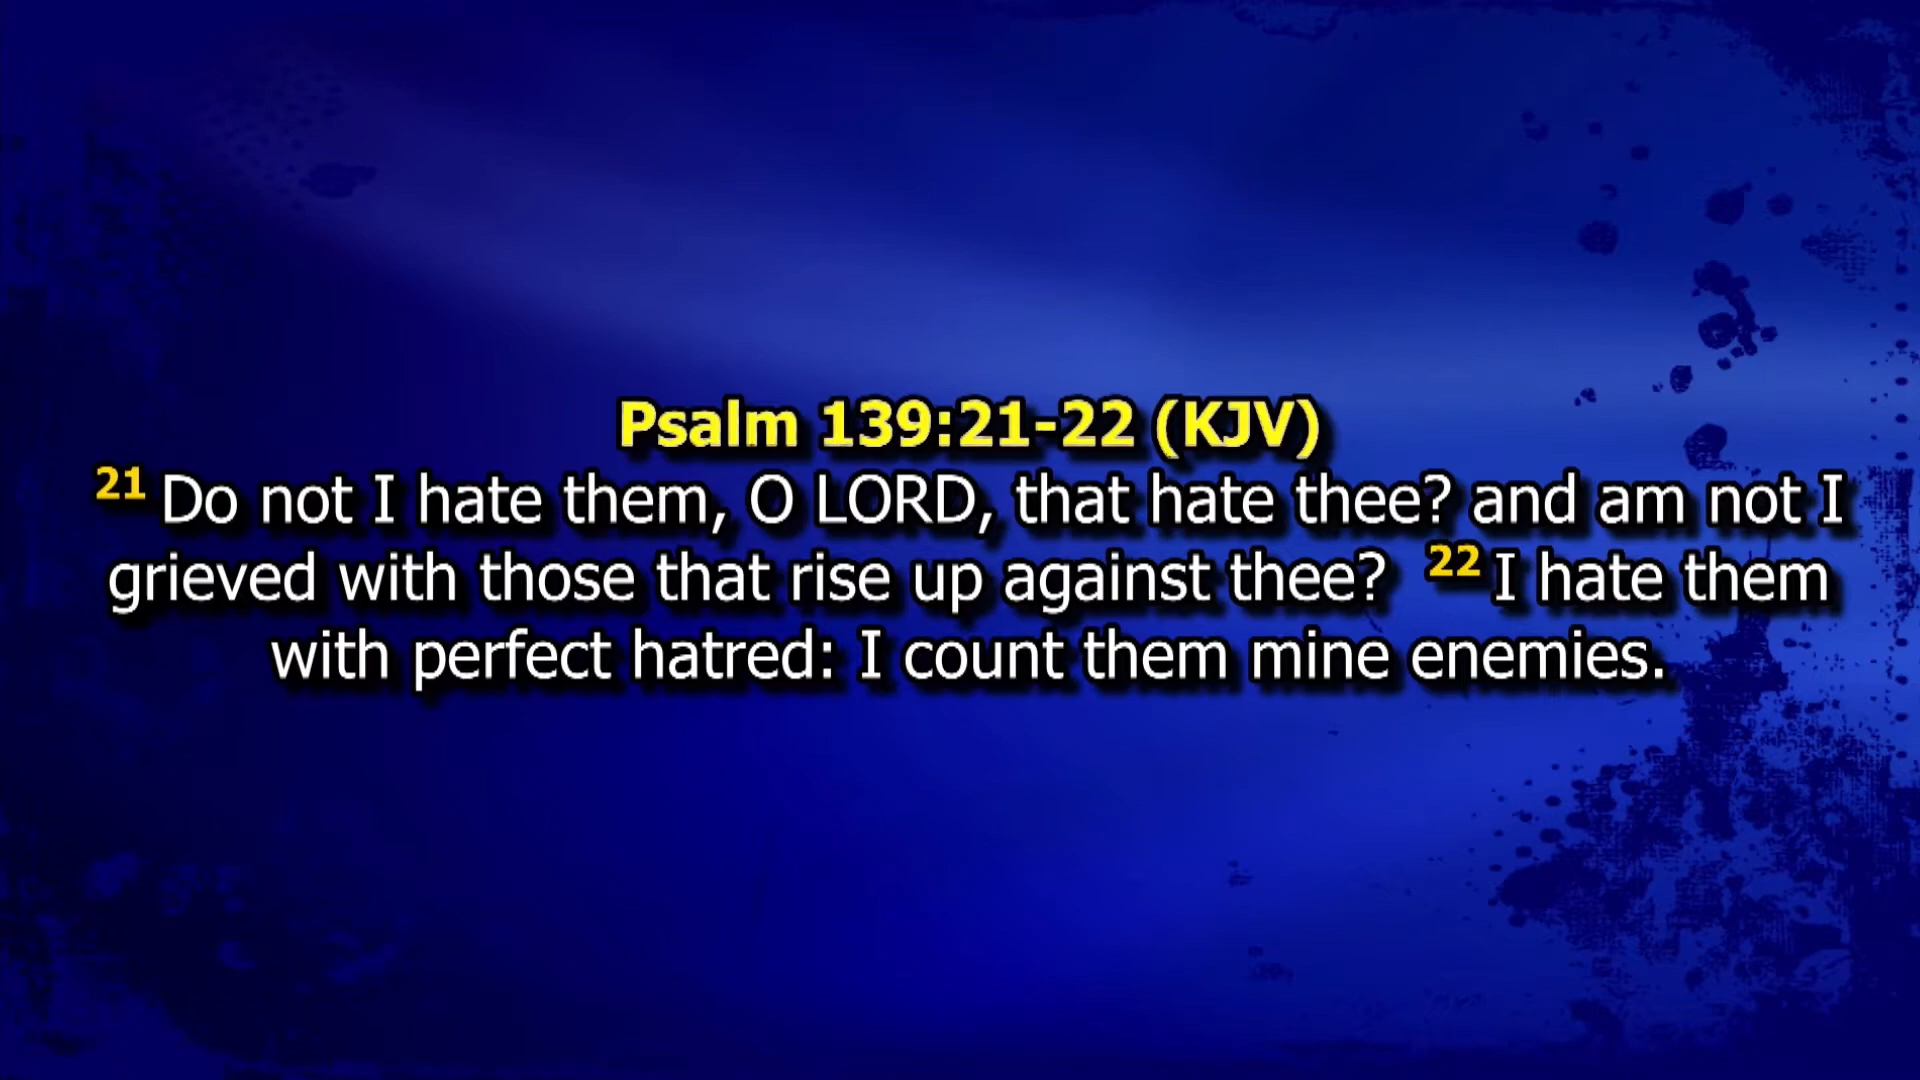 Psalm 139:21-22 (KJV)
21 Do not I hate them, O LORD, that hate thee? and am not I
grieved with those that rise up against thee? 22 I hate them
with perfect hatred: I count them mine enemies.